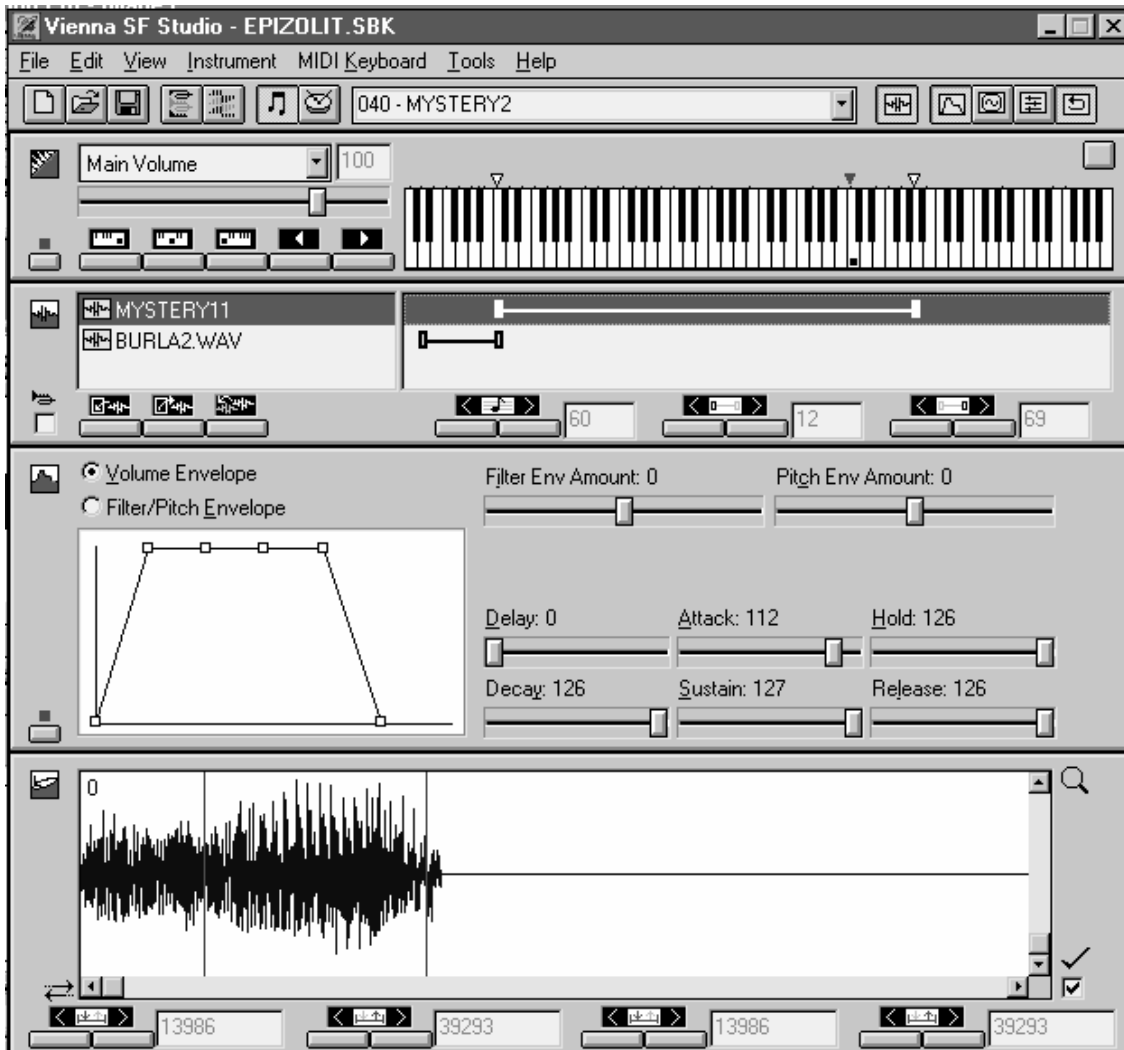 Vienna SF Studio - EPIZOLIT.SBK
File Edit View Instrument MIDI Keyboard Tools Help
040 - MYSTERY2
Main Volume 100
MYSTERY11
BURLA2.WAV
60 12 69
Volume Envelope
Filter/Pitch Envelope
Filter Env Amount: 0 Pitch Env Amount: 0
Delay: 0 Attack: 112 Hold: 126
Decay: 126 Sustain: 127 Release: 126
0
13986 39293 13986 39293